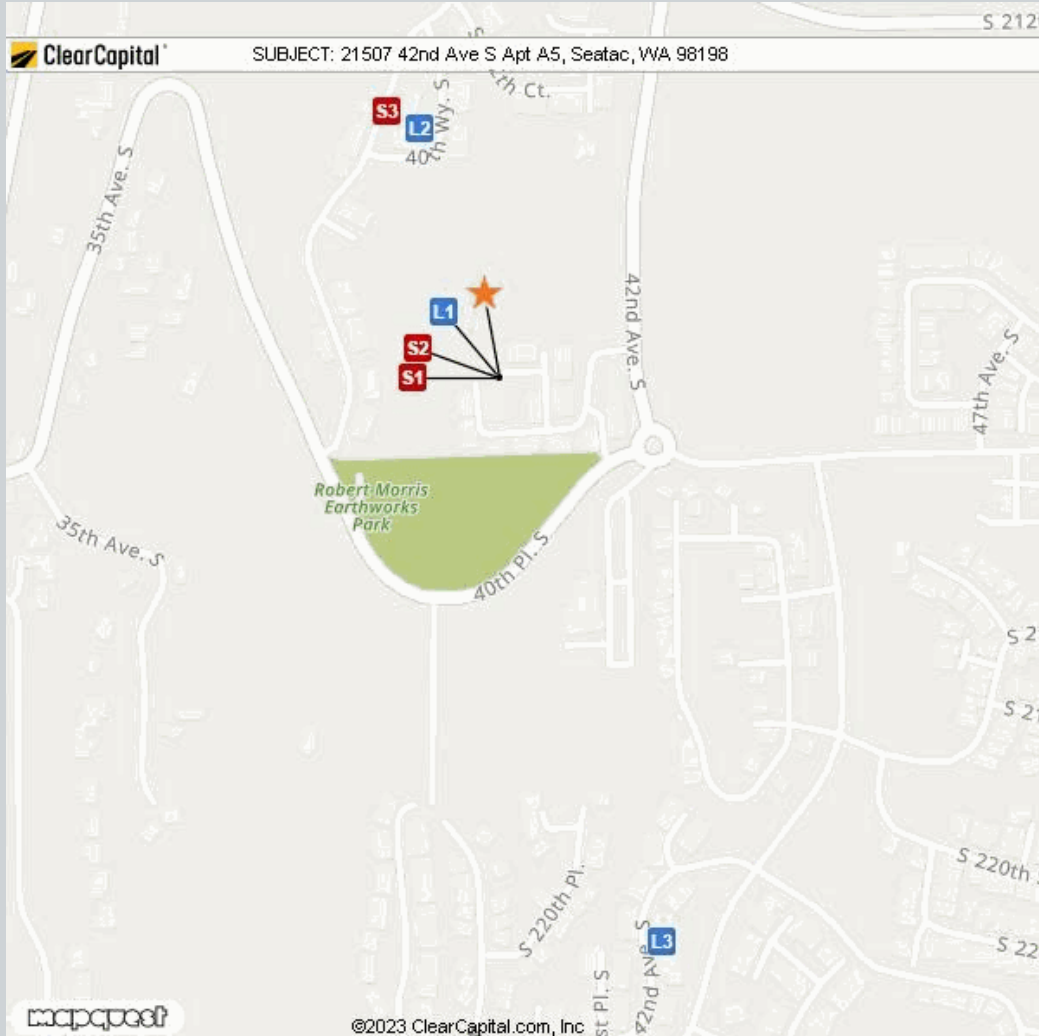 S 212
ClearCapital
SUBJECT: 21507 42nd Ave S Apt A5, Seatac, WA 98198
th Ct.
S3
L2
40th Wy. S
35th Ave. S
42nd Ave. S
L1
S2
S1
47th Ave. S
Robert Morris
Earthworks
Park
35th Ave. S
40th Pl. S
S 2
S 21
S 220th
S 220th Pl.
L3
S 22
42nd Ave. S
st Pl. S
mapquest
©2023 ClearCapital.com, Inc